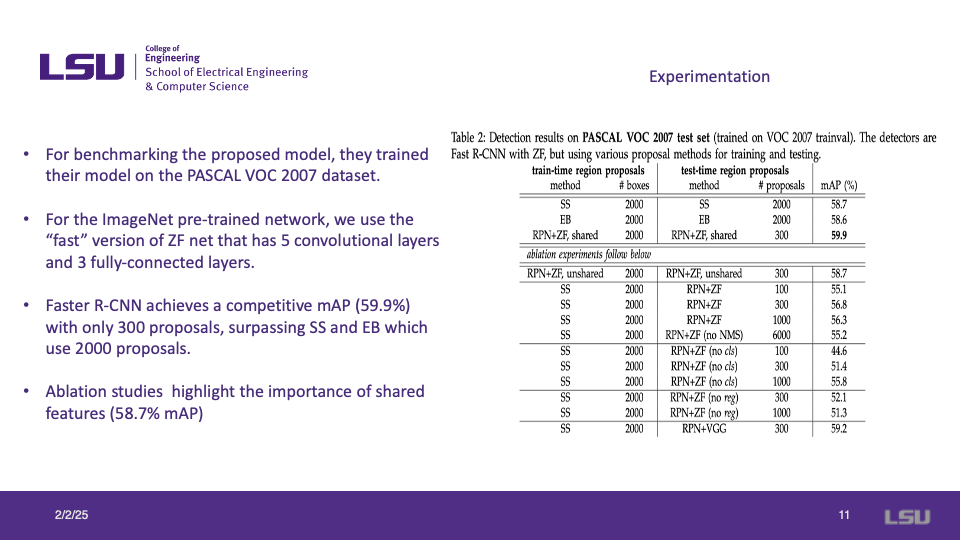 LSU
College of
Engineering
School of Electrical Engineering
& Computer Science
Experimentation
• For benchmarking the proposed model, they trained
their model on the PASCAL VOC 2007 dataset.
• For the ImageNet pre-trained network, we use the
“fast” version of ZF net that has 5 convolutional layers
and 3 fully-connected layers.
• Faster R-CNN achieves a competitive mAP (59.9%)
with only 300 proposals, surpassing SS and EB which
use 2000 proposals.
• Ablation studies  highlight the importance of shared
features (58.7% mAP)
Table 2: Detection results on PASCAL VOC 2007 test set (trained on VOC 2007 trainval). The detectors are
Fast R-CNN with ZF, but using various proposal methods for training and testing.
train-time region proposals test-time region proposals
method # boxes method # proposals mAP (%)
SS 2000 SS 2000 58.7
EB 2000 EB 2000 58.6
RPN+ZF, shared 2000 RPN+ZF, shared 300 59.9
ablation experiments follow below
RPN+ZF, unshared 2000 RPN+ZF, unshared 300 58.7
SS 2000 RPN+ZF 100 55.1
SS 2000 RPN+ZF 300 56.8
SS 2000 RPN+ZF 1000 56.3
SS 2000 RPN+ZF (no NMS) 6000 55.2
SS 2000 RPN+ZF (no cls) 100 44.6
SS 2000 RPN+ZF (no cls) 300 51.4
SS 2000 RPN+ZF (no cls) 1000 55.8
SS 2000 RPN+ZF (no reg) 300 52.1
SS 2000 RPN+ZF (no reg) 1000 51.3
SS 2000 RPN+VGG 300 59.2
2/2/25
11
LSU